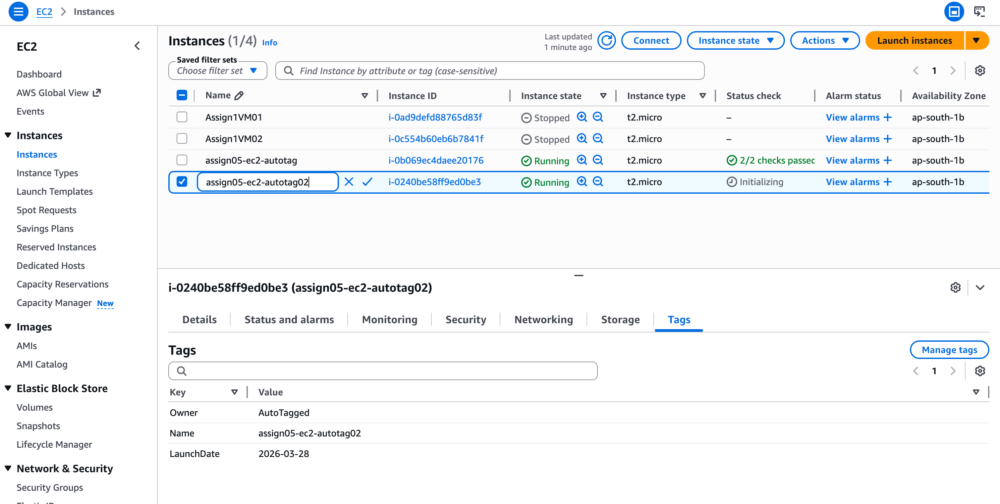 EC2 > Instances
EC2
Dashboard
AWS Global View
Events
Instances
Instances
Instance Types
Launch Templates
Spot Requests
Savings Plans
Reserved Instances
Dedicated Hosts
Capacity Reservations
Capacity Manager New
Images
AMIs
AMI Catalog
Elastic Block Store
Volumes
Snapshots
Lifecycle Manager
Network & Security
Security Groups
Instances (1/4) Info
Last updated
1 minute ago
Connect
Instance state
Actions
Launch instances
Saved filter sets
Choose filter set
Find Instance by attribute or tag (case-sensitive)
1
Name Instance ID Instance state Instance type Status check Alarm status Availability Zone
Assign1VM01 i-0ad9defd88765d83f Stopped t2.micro – View alarms + ap-south-1b
Assign1VM02 i-0c554b60eb6b7841f Stopped t2.micro – View alarms + ap-south-1b
assign05-ec2-autotag i-0b069ec4daee20176 Running t2.micro 2/2 checks passec View alarms + ap-south-1b
assign05-ec2-autotag02 i-0240be58ff9ed0be3 Running t2.micro Initializing View alarms + ap-south-1b
i-0240be58ff9ed0be3 (assign05-ec2-autotag02)
Details Status and alarms Monitoring Security Networking Storage Tags
Tags
Manage tags
1
Key Value
Owner AutoTagged
Name assign05-ec2-autotag02
LaunchDate 2026-03-28